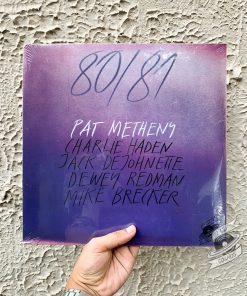 80/81
PAT METHENY
CHARLIE HADEN
JACK DEJOHNETTE
DEWEY REDMAN
MIKE BRECKER